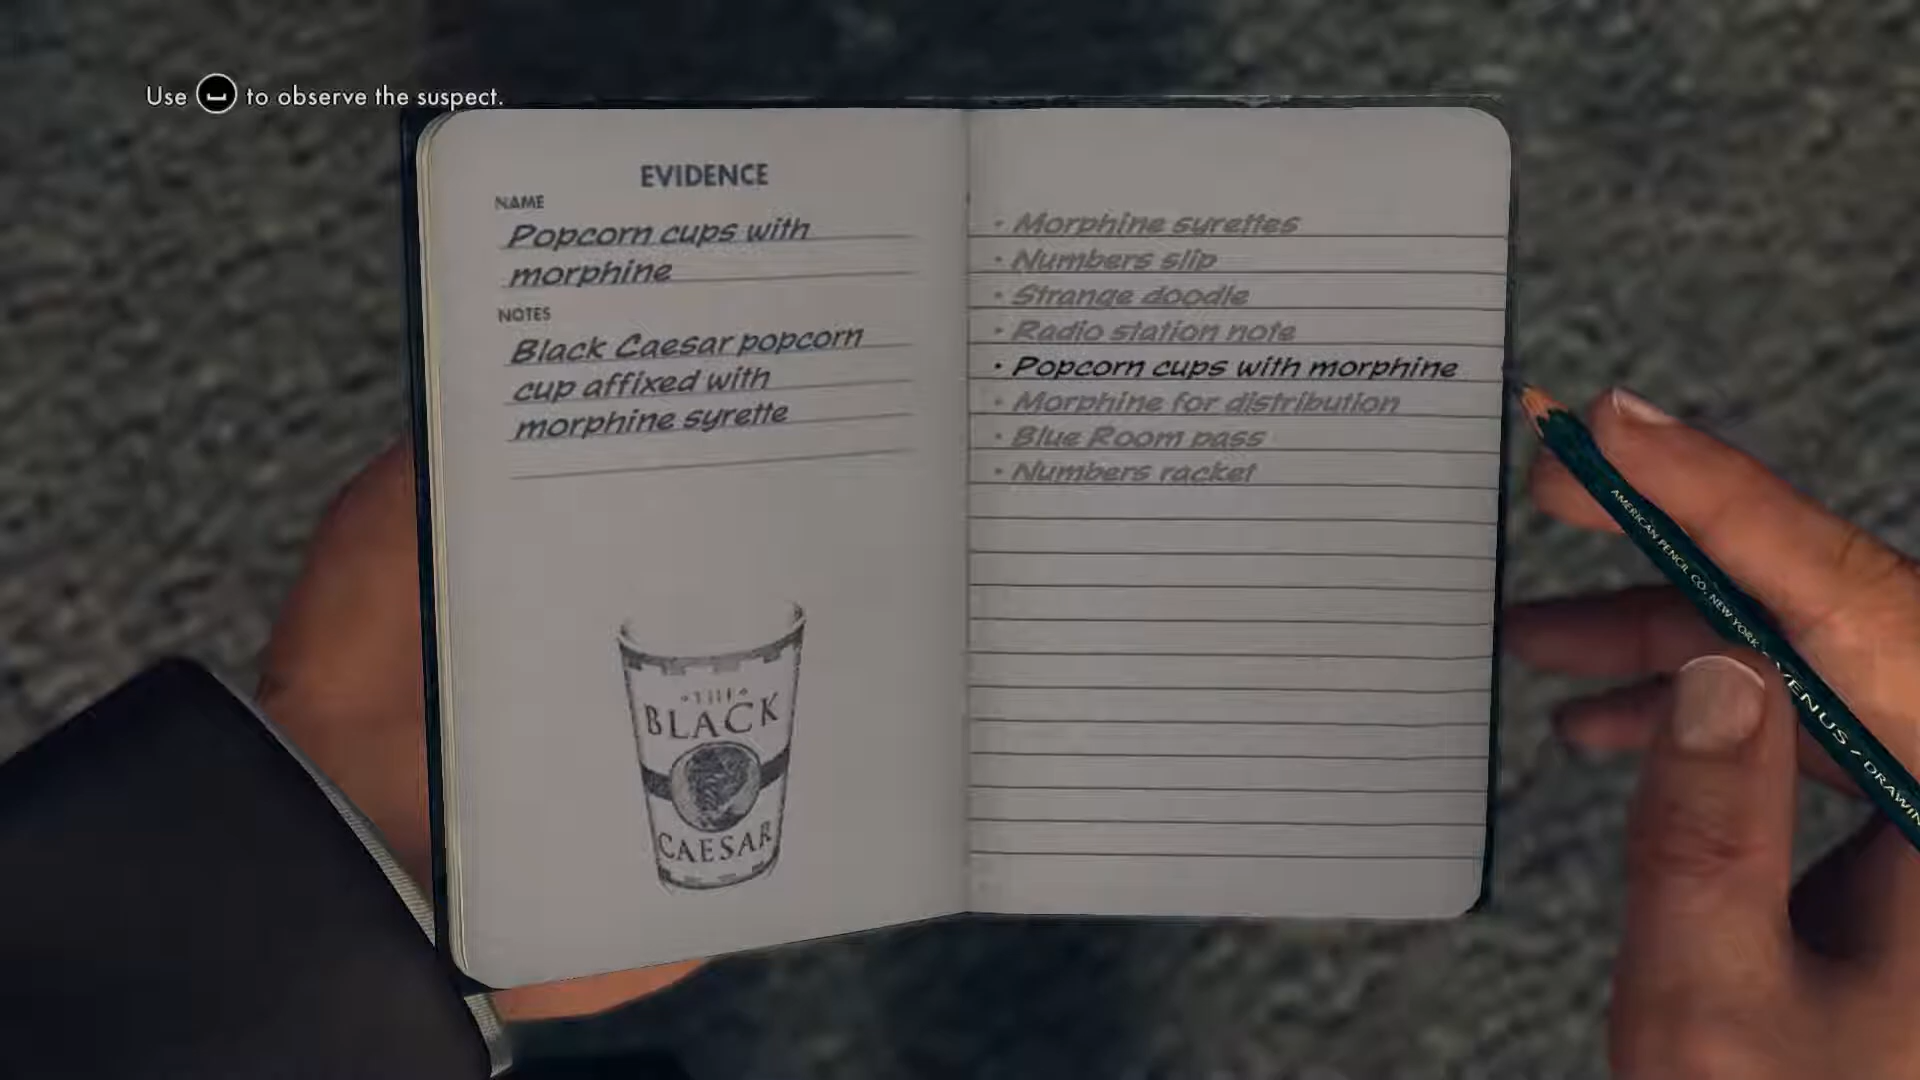 Use to observe the suspect.
EVIDENCE
NAME
Popcorn cups with
morphine
NOTES
Black Caesar popcorn
cup affixed with
morphine syrette
• THE •
BLACK
CAESAR
• Morphine syrettes
• Numbers slip
• Strange doodle
• Radio station note
• Popcorn cups with morphine
• Morphine for distribution
• Blue Room pass
• Numbers racket
AMERICAN PENCIL CO. NEW YORK
VENUS / DRAWIN